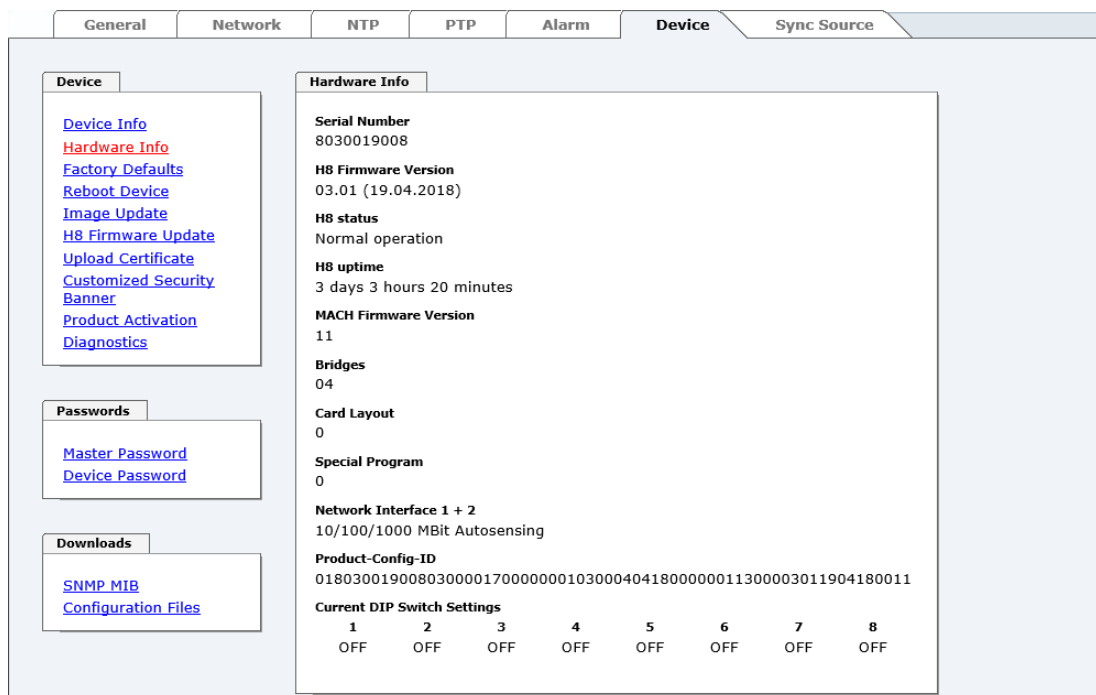 General Network NTP PTP Alarm Device Sync Source
Device
Device Info
Hardware Info
Factory Defaults
Reboot Device
Image Update
H8 Firmware Update
Upload Certificate
Customized Security
Banner
Product Activation
Diagnostics
Passwords
Master Password
Device Password
Downloads
SNMP MIB
Configuration Files
Hardware Info
Serial Number
8030019008
H8 Firmware Version
03.01 (19.04.2018)
H8 status
Normal operation
H8 uptime
3 days 3 hours 20 minutes
MACH Firmware Version
11
Bridges
04
Card Layout
0
Special Program
0
Network Interface 1 + 2
10/100/1000 MBit Autosensing
Product-Config-ID
0180300190080300001700000001030004041800000011300003011904180011
Current DIP Switch Settings
1 2 3 4 5 6 7 8
OFF OFF OFF OFF OFF OFF OFF OFF